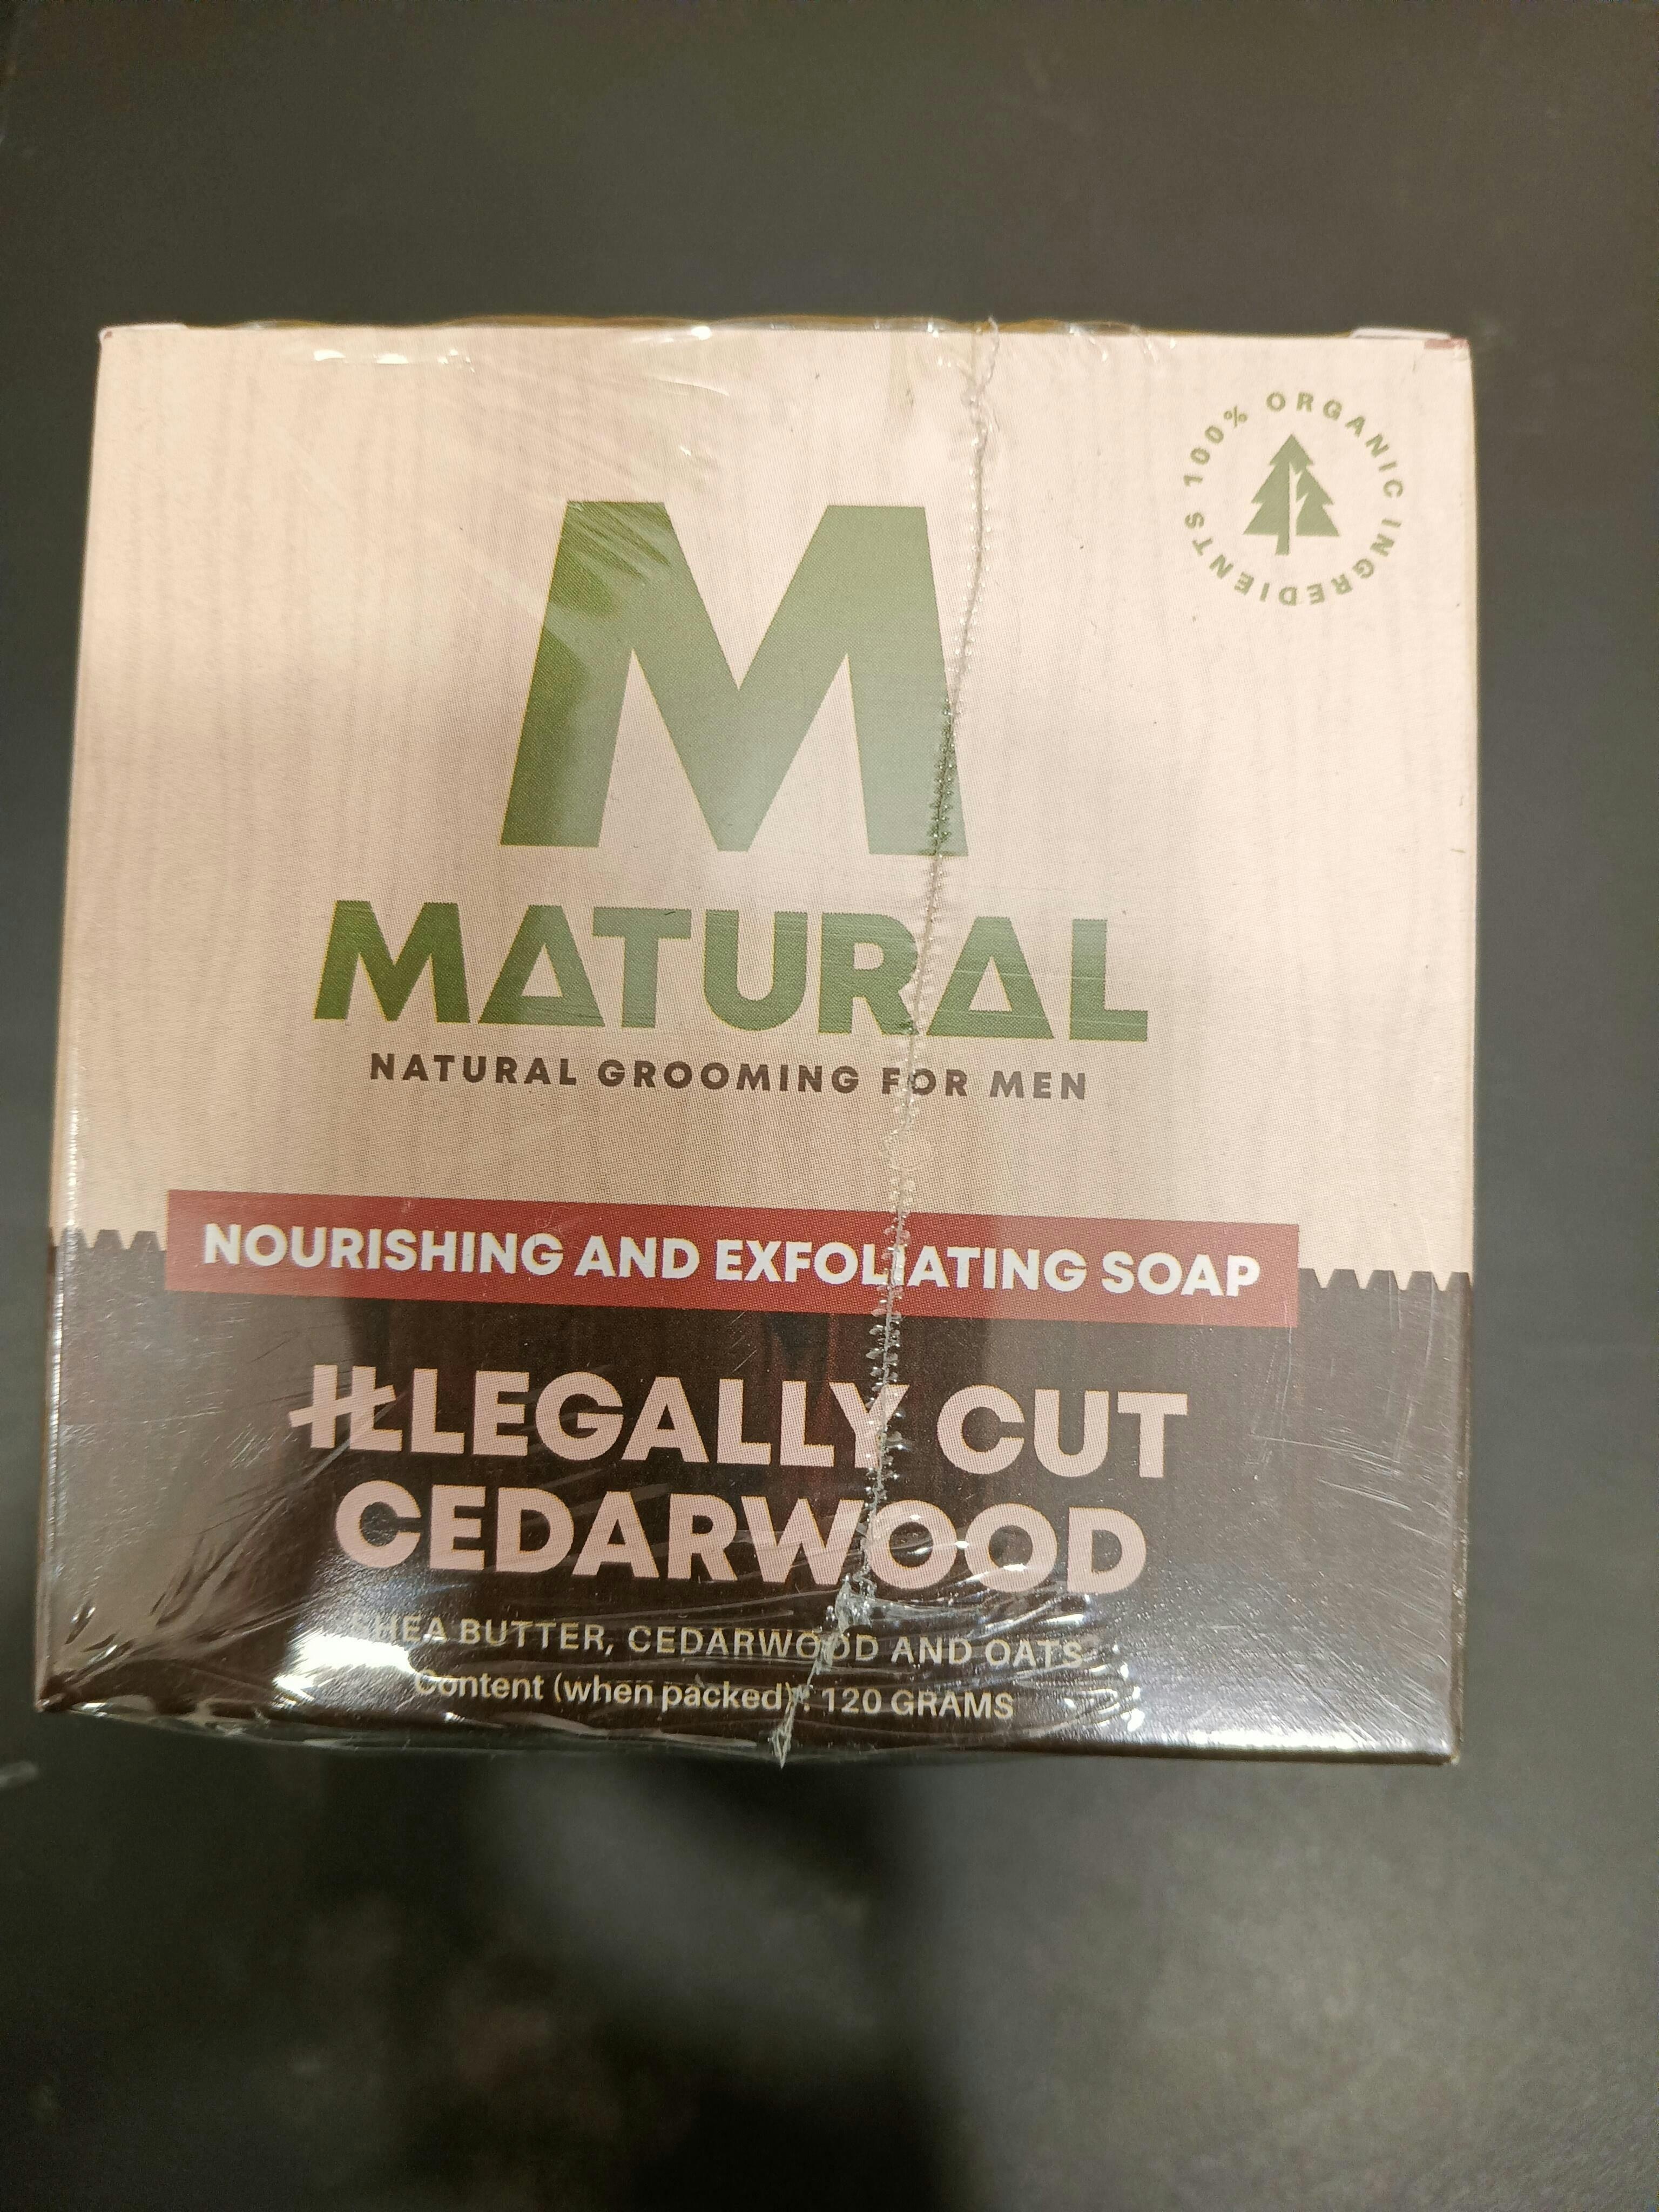 100% ORGANIC INGREDIENTS
M
MATURAL
NATURAL GROOMING FOR MEN
NOURISHING AND EXFOLIATING SOAP
ILLEGALLY CUT
CEDARWOOD
SHEA BUTTER, CEDARWOOD AND OATS
Content (when packed) : 120 GRAMS